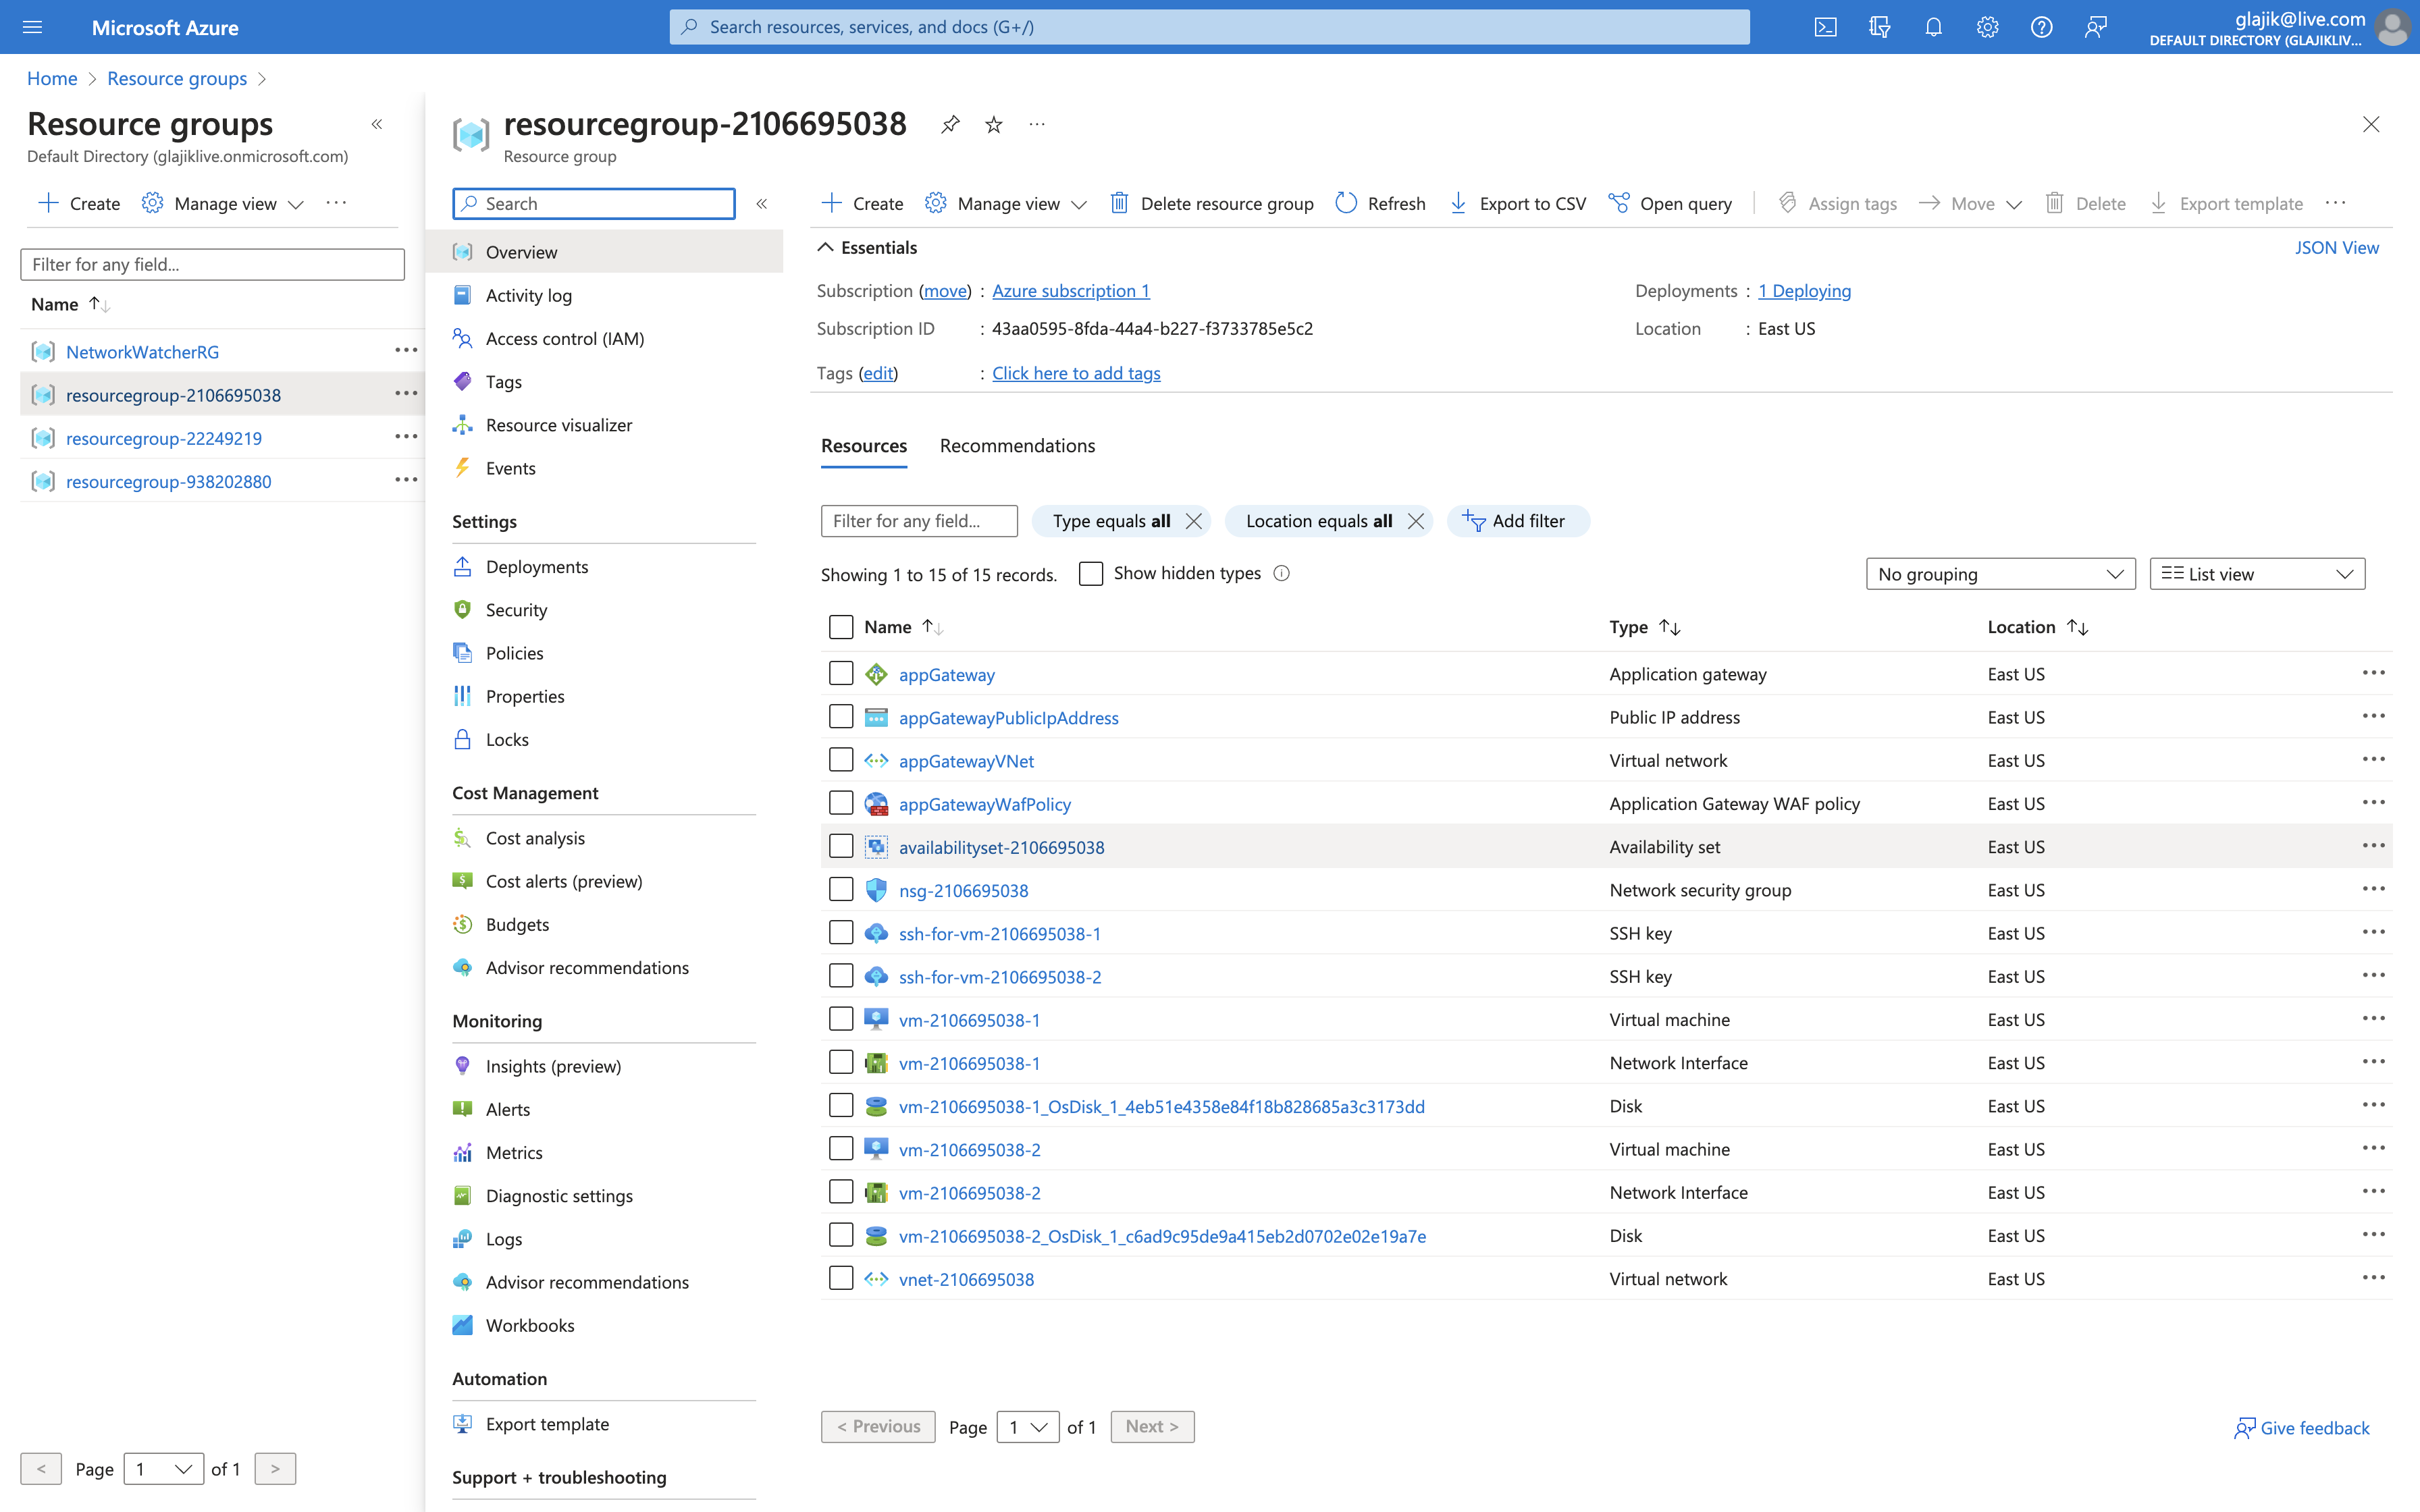 Microsoft Azure
Search resources, services, and docs (G+/)
glajik@live.com
DEFAULT DIRECTORY (GLAJIKLIV...
Home > Resource groups >
Resource groups
Default Directory (glajiklive.onmicrosoft.com)
Create Manage view ...
Filter for any field...
Name
NetworkWatcherRG
resourcegroup-2106695038
resourcegroup-22249219
resourcegroup-938202880
< Page 1 of 1 >
resourcegroup-2106695038
Resource group
Search
Overview
Activity log
Access control (IAM)
Tags
Resource visualizer
Events
Settings
Deployments
Security
Policies
Properties
Locks
Cost Management
Cost analysis
Cost alerts (preview)
Budgets
Advisor recommendations
Monitoring
Insights (preview)
Alerts
Metrics
Diagnostic settings
Logs
Advisor recommendations
Workbooks
Automation
Export template
Support + troubleshooting
Create Manage view Delete resource group Refresh Export to CSV Open query Assign tags Move Delete Export template ...
Essentials
JSON View
Subscription (move) : Azure subscription 1
Subscription ID : 43aa0595-8fda-44a4-b227-f3733785e5c2
Tags (edit) : Click here to add tags
Deployments : 1 Deploying
Location : East US
Resources Recommendations
Filter for any field... Type equals all Location equals all Add filter
Showing 1 to 15 of 15 records. Show hidden types
No grouping List view
Name Type Location
appGateway Application gateway East US
appGatewayPublicIpAddress Public IP address East US
appGatewayVNet Virtual network East US
appGatewayWafPolicy Application Gateway WAF policy East US
availabilityset-2106695038 Availability set East US
nsg-2106695038 Network security group East US
ssh-for-vm-2106695038-1 SSH key East US
ssh-for-vm-2106695038-2 SSH key East US
vm-2106695038-1 Virtual machine East US
vm-2106695038-1 Network Interface East US
vm-2106695038-1_OsDisk_1_4eb51e4358e84f18b828685a3c3173dd Disk East US
vm-2106695038-2 Virtual machine East US
vm-2106695038-2 Network Interface East US
vm-2106695038-2_OsDisk_1_c6ad9c95de9a415eb2d0702e02e19a7e Disk East US
vnet-2106695038 Virtual network East US
< Previous Page 1 of 1 Next >
Give feedback